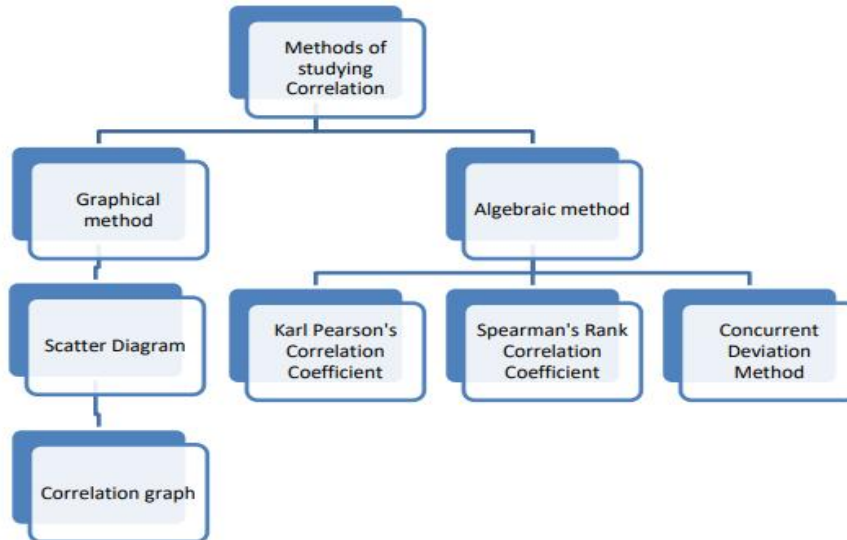 Methods of
studying
Correlation
Graphical
method
Algebraic method
Scatter Diagram
Karl Pearson's
Correlation
Coefficient
Spearman's Rank
Correlation
Coefficient
Concurrent
Deviation
Method
Correlation graph